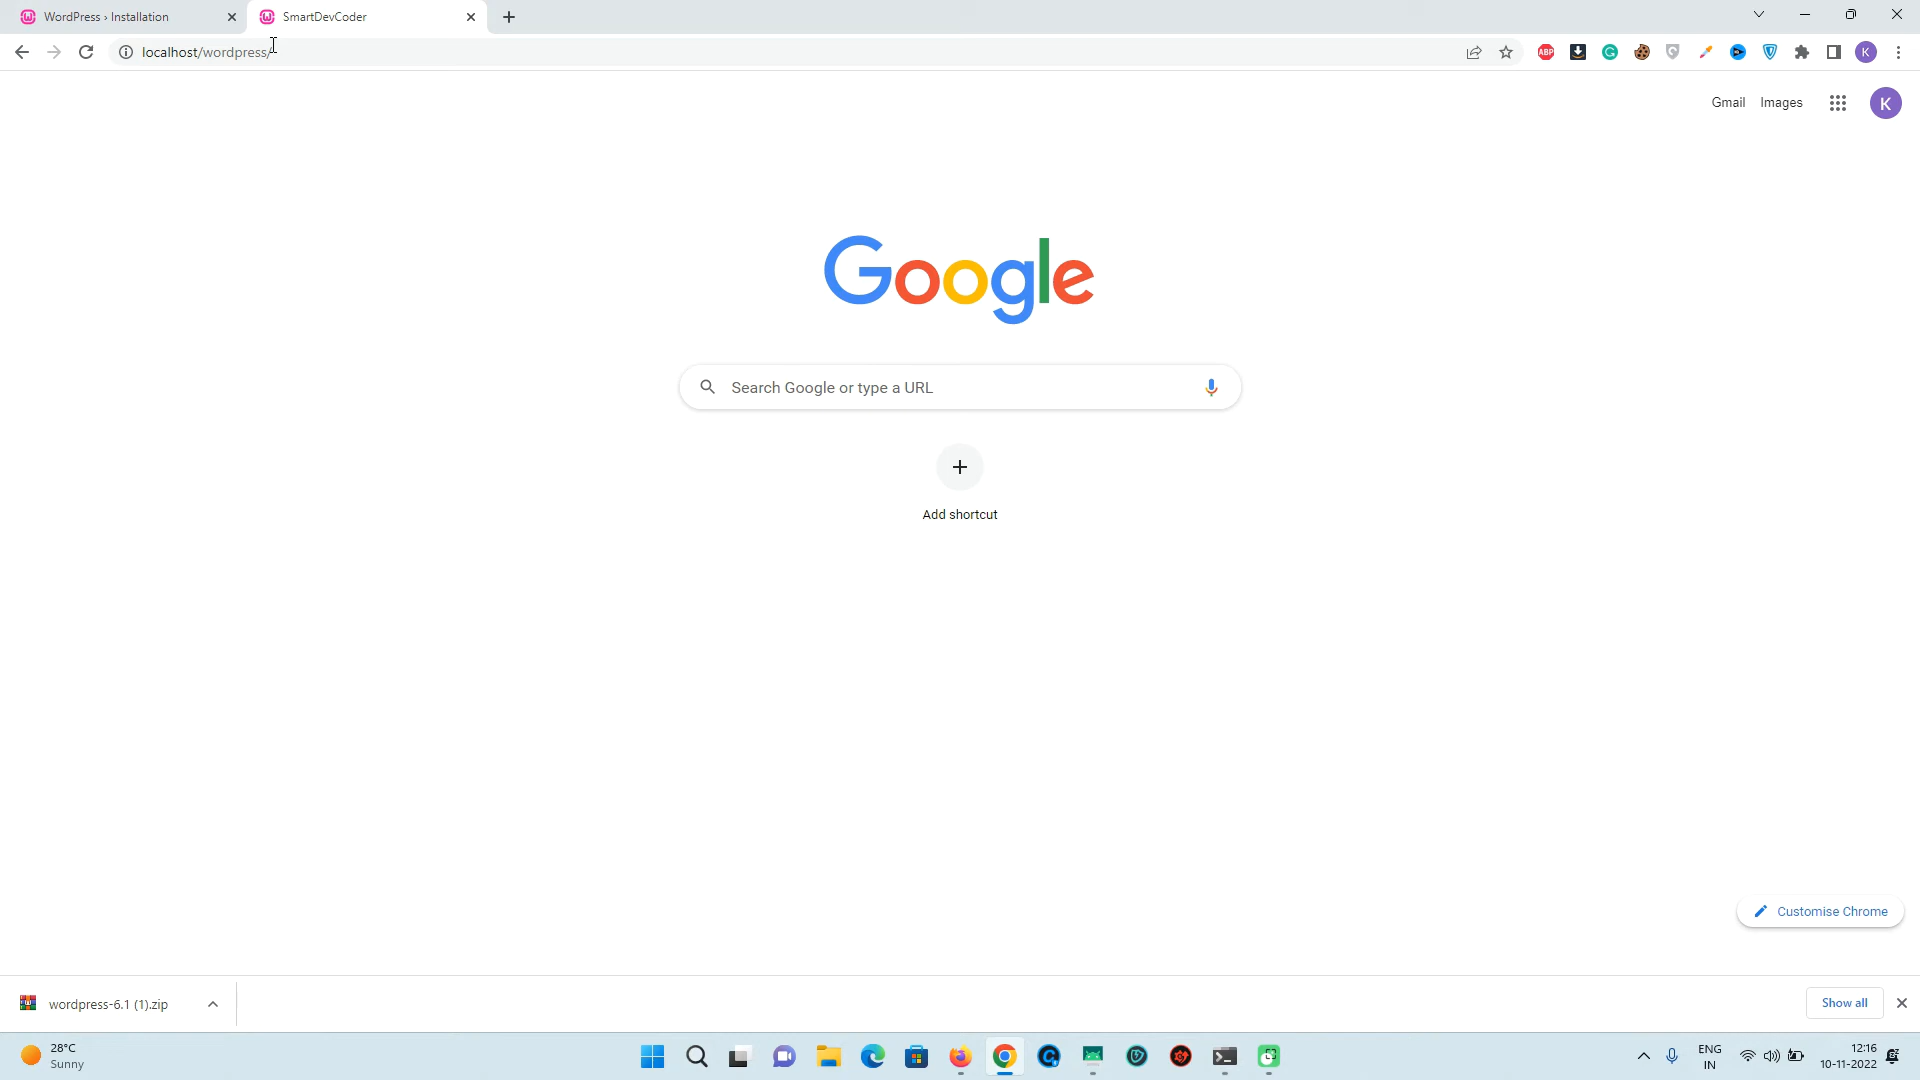 WordPress › Installation
SmartDevCoder
localhost/wordpress/
ABP
K
Gmail
Images
K
Google
Search Google or type a URL
Add shortcut
Customise Chrome
wordpress-6.1 (1).zip
Show all
28°C
Sunny
ENG
IN
12:16
10-11-2022